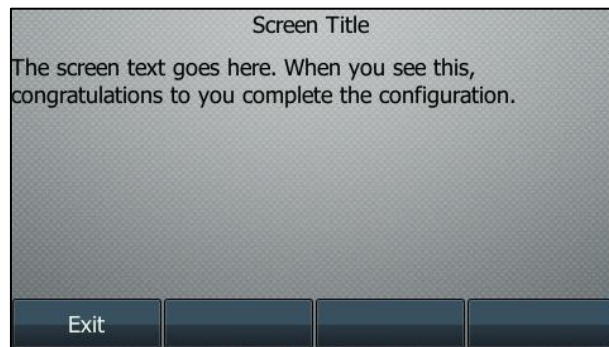 Screen Title
The screen text goes here. When you see this,
congratulations to you complete the configuration.
Exit